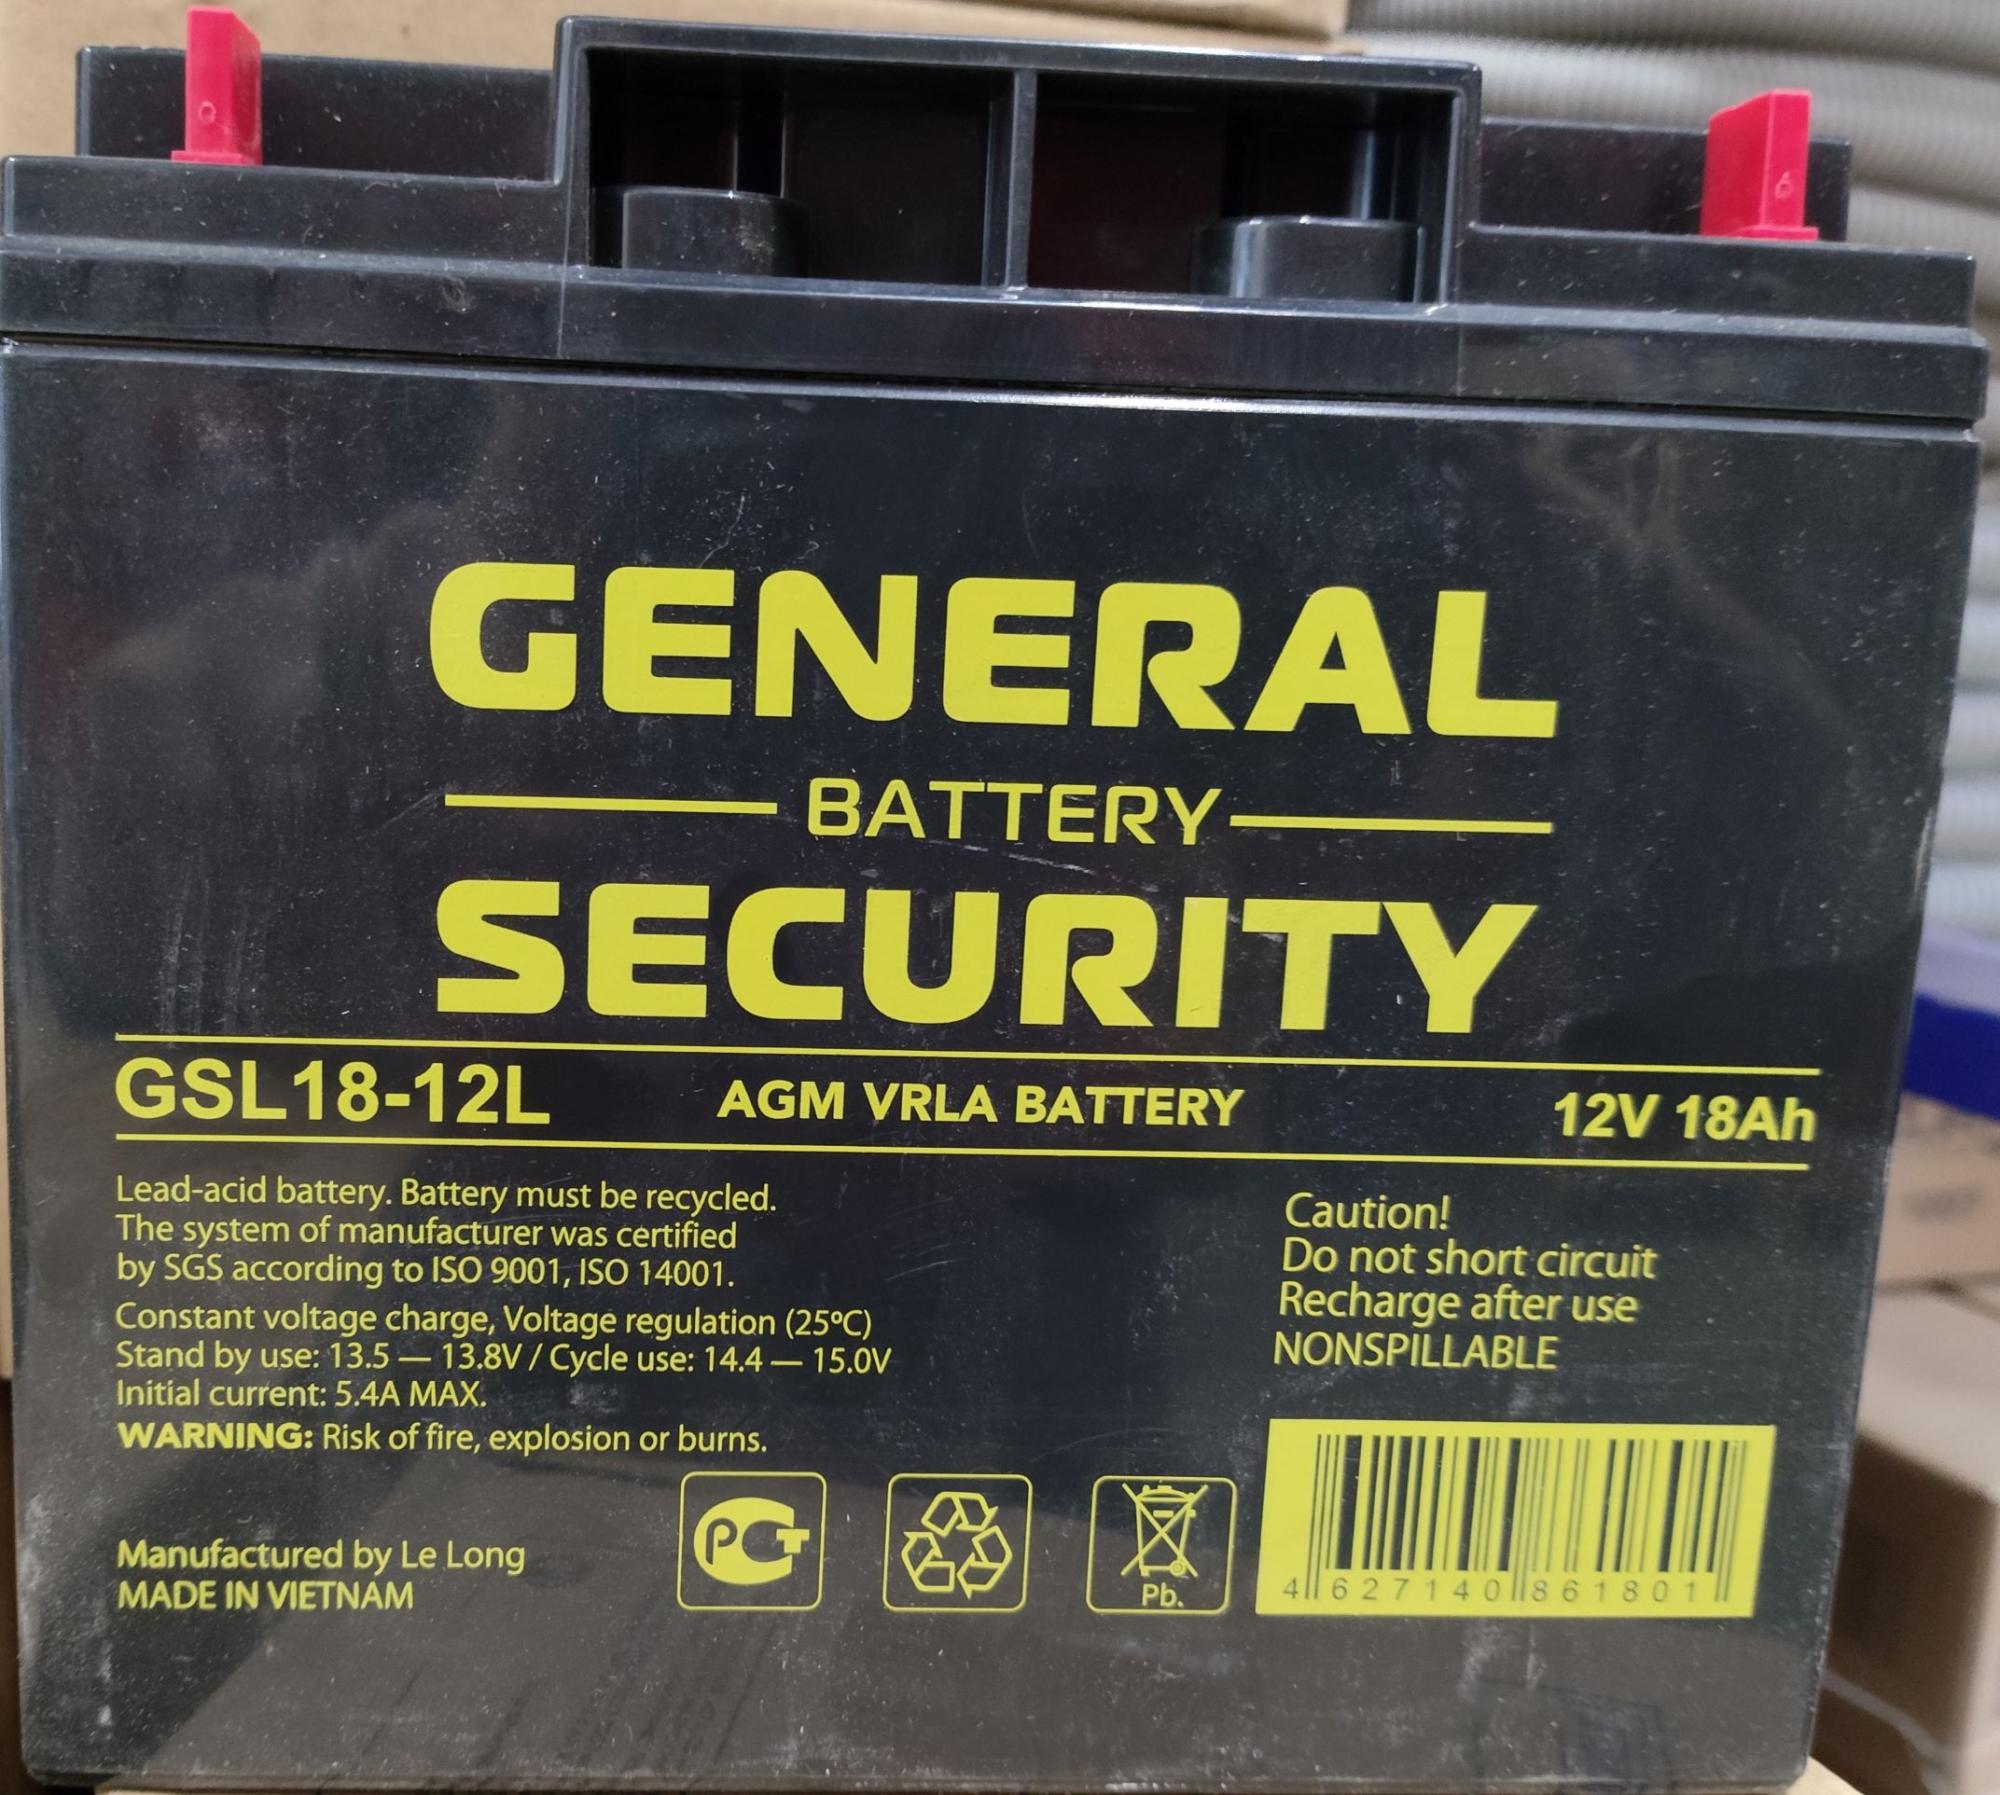 GENERAL
BATTERY
SECURITY
GSL18-12L AGM VRLA BATTERY 12V 18Ah
Lead-acid battery. Battery must be recycled.
The system of manufacturer was certified
by SGS according to ISO 9001, ISO 14001.
Constant voltage charge, Voltage regulation (25ºC)
Stand by use: 13.5 — 13.8V / Cycle use: 14.4 — 15.0V
Initial current: 5.4A MAX.
WARNING: Risk of fire, explosion or burns.
Caution!
Do not short circuit
Recharge after use
NONSPILLABLE
Manufactured by Le Long
MADE IN VIETNAM
РСТ
Pb.
4 627140 861801